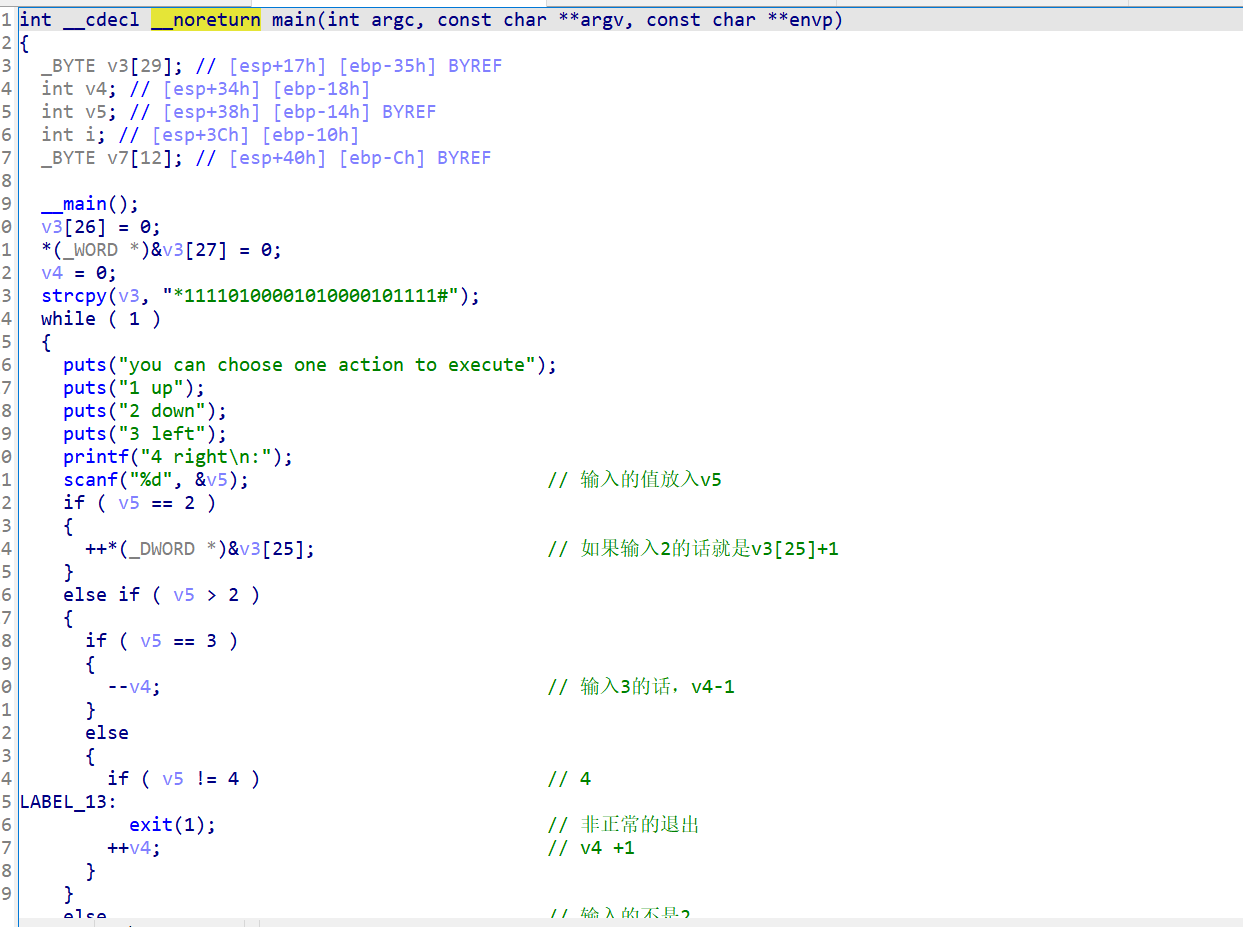 1 int __cdecl __noreturn main(int argc, const char **argv, const char **envp)
2 {
3   _BYTE v3[29]; // [esp+17h] [ebp-35h] BYREF
4   int v4; // [esp+34h] [ebp-18h]
5   int v5; // [esp+38h] [ebp-14h] BYREF
6   int i; // [esp+3Ch] [ebp-10h]
7   _BYTE v7[12]; // [esp+40h] [ebp-Ch] BYREF
8
9   __main();
0   v3[26] = 0;
1   *(_WORD *)&v3[27] = 0;
2   v4 = 0;
3   strcpy(v3, "*11110100001010000101111#");
4   while ( 1 )
5   {
6     puts("you can choose one action to execute");
7     puts("1 up");
8     puts("2 down");
9     puts("3 left");
0     printf("4 right\n:");
1     scanf("%d", &v5);                           // 输入的值放入v5
2     if ( v5 == 2 )
3     {
4       ++*(_DWORD *)&v3[25];                     // 如果输入2的话就是v3[25]+1
5     }
6     else if ( v5 > 2 )
7     {
8       if ( v5 == 3 )
9       {
0         --v4;                                   // 输入3的话，v4-1
1       }
2       else
3       {
4         if ( v5 != 4 )                          // 4
5 LABEL_13:
6           exit(1);                              // 非正常的退出
7         ++v4;                                   // v4 +1
8       }
9     }
else                                        // 输入的不是2